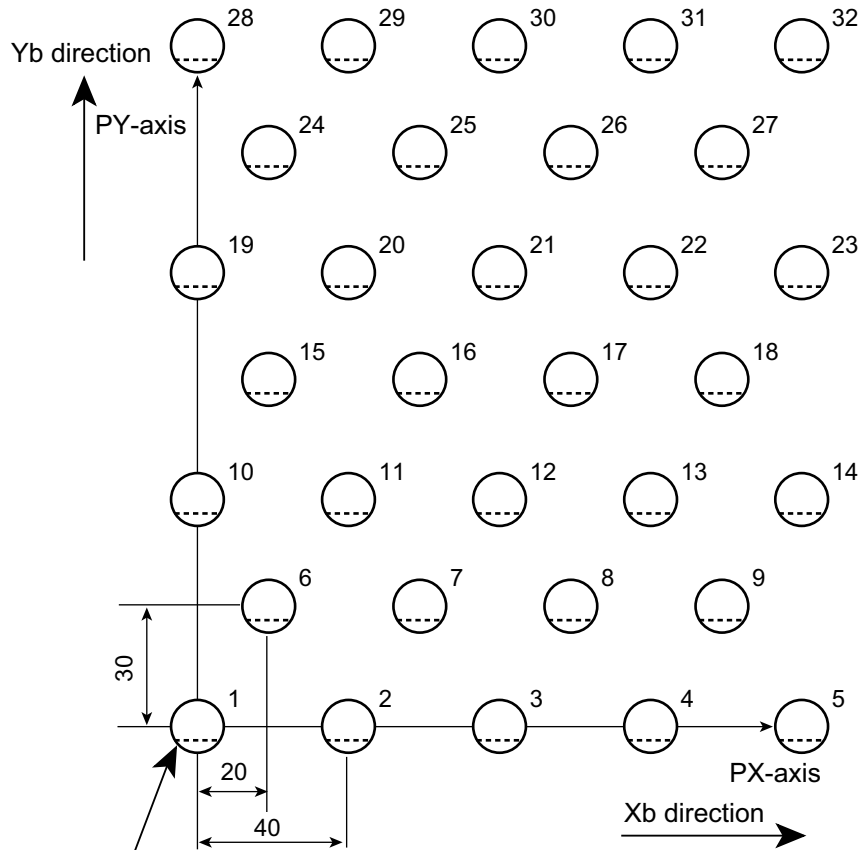 28 29 30 31 32
Yb direction
PY-axis
24 25 26 27
19 20 21 22 23
15 16 17 18
10 11 12 13 14
6 7 8 9
30
1 2 3 4 5
20
PX-axis
40
Xb direction